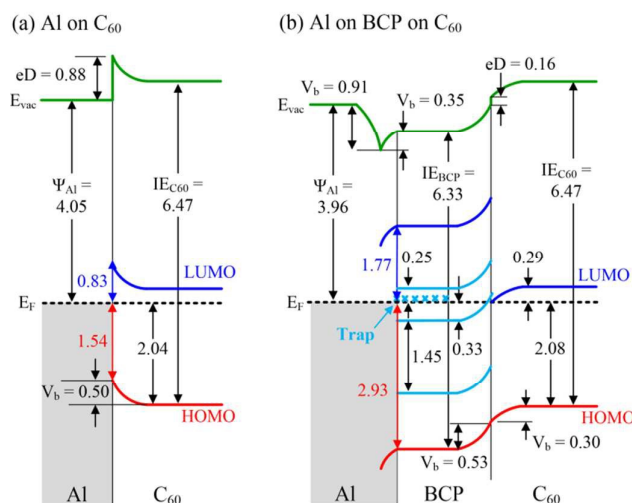 (a) Al on C60
(b) Al on BCP on C60
eD = 0.88
Evac
ΨAl =
4.05
IEC60 =
6.47
0.83
LUMO
EF
1.54
2.04
Vb = 0.50
HOMO
Al
C60
Vb = 0.91
Vb = 0.35
eD = 0.16
Evac
ΨAl =
3.96
IEBCP =
6.33
IEC60 =
6.47
1.77
0.25
0.29
LUMO
EF
Trap
1.45
0.33
2.08
2.93
HOMO
Vb = 0.53
Vb = 0.30
Al
BCP
C60